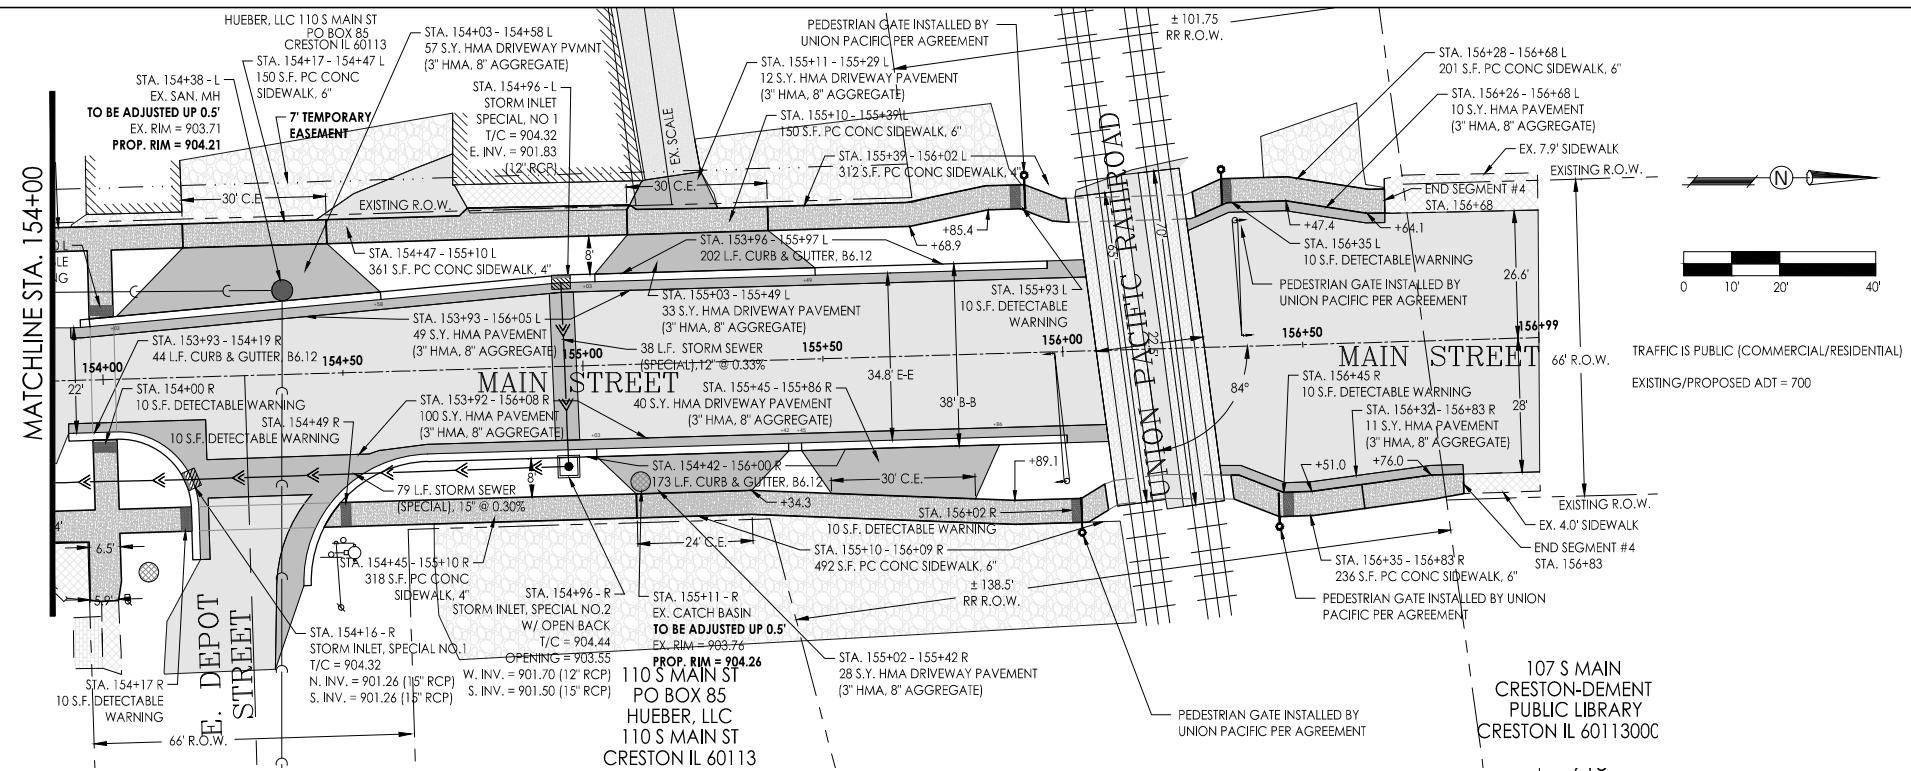 HUEBER, LLC 110 S MAIN ST
PO BOX 85
CRESTON IL 60113
STA. 154+17 - 154+47 L
150 S.F. PC CONC
SIDEWALK, 6"
STA. 154+38 - L
EX. SAN. MH
TO BE ADJUSTED UP 0.5'
EX. RIM = 903.71
PROP. RIM = 904.21
7' TEMPORARY
EASEMENT
STA. 154+03 - 154+58 L
57 S.Y. HMA DRIVEWAY PVMNT
(3" HMA, 8" AGGREGATE)
STA. 154+96 - L
STORM INLET
SPECIAL, NO 1
T/C = 904.32
E. INV. = 901.83
(12" RCP)
EX. SCALE
PEDESTRIAN GATE INSTALLED BY
UNION PACIFIC PER AGREEMENT
STA. 155+11 - 155+29 L
12 S.Y. HMA DRIVEWAY PAVEMENT
(3" HMA, 8" AGGREGATE)
STA. 155+10 - 155+39 L
150 S.F. PC CONC SIDEWALK, 6"
STA. 155+39 - 156+02 L
312 S.F. PC CONC SIDEWALK, 4"
± 101.75
RR R.O.W.
STA. 156+28 - 156+68 L
201 S.F. PC CONC SIDEWALK, 6"
STA. 156+26 - 156+68 L
10 S.Y. HMA PAVEMENT
(3" HMA, 8" AGGREGATE)
EX. 7.9' SIDEWALK
EXISTING R.O.W.
END SEGMENT #4
STA. 156+68
N
MATCHLINE STA. 154+00
30' C.E.
EXISTING R.O.W.
30' C.E.
STA. 154+47 - 155+10 L
361 S.F. PC CONC SIDEWALK, 4"
8'
STA. 153+96 - 155+97 L
202 L.F. CURB & GUTTER, B6.12
+68.9
+85.4
+47.4
+64.1
STA. 156+35 L
10 S.F. DETECTABLE WARNING
PEDESTRIAN GATE INSTALLED BY
UNION PACIFIC PER AGREEMENT
26.6'
0 10' 20' 40'
STA. 155+03 - 155+49 L
33 S.Y. HMA DRIVEWAY PAVEMENT
(3" HMA, 8" AGGREGATE)
STA. 155+93 L
10 S.F. DETECTABLE
WARNING
STA. 153+93 - 156+05 L
49 S.Y. HMA PAVEMENT
(3" HMA, 8" AGGREGATE)
STA. 153+93 - 154+19 R
44 L.F. CURB & GUTTER, B6.12
38 L.F. STORM SEWER
(SPECIAL), 12" @ 0.33%
154+00
154+50
155+00
155+50
156+00
156+50
156+99
MAIN STREET
MAIN STREET
UNION PACIFIC RAILROAD
65'
70'
22.5'
84°
22'
34.8' E-E
38' B-B
28'
66' R.O.W.
TRAFFIC IS PUBLIC (COMMERCIAL/RESIDENTIAL)
EXISTING/PROPOSED ADT = 700
STA. 154+00 R
10 S.F. DETECTABLE WARNING
STA. 154+49 R
10 S.F. DETECTABLE WARNING
STA. 153+92 - 156+08 R
100 S.Y. HMA PAVEMENT
(3" HMA, 8" AGGREGATE)
STA. 155+45 - 155+86 R
40 S.Y. HMA DRIVEWAY PAVEMENT
(3" HMA, 8" AGGREGATE)
STA. 156+45 R
10 S.F. DETECTABLE WARNING
STA. 156+32 - 156+83 R
11 S.Y. HMA PAVEMENT
(3" HMA, 8" AGGREGATE)
+51.0
+76.0
STA. 154+42 - 156+00 R
173 L.F. CURB & GUTTER, B6.12
8'
30' C.E.
+89.1
+34.3
79 L.F. STORM SEWER
(SPECIAL), 15" @ 0.30%
STA. 156+02 R
10 S.F. DETECTABLE WARNING
24' C.E.
STA. 155+10 - 156+09 R
492 S.F. PC CONC SIDEWALK, 6"
EXISTING R.O.W.
EX. 4.0' SIDEWALK
END SEGMENT #4
STA. 156+83
6.5'
5.9'
STA. 154+45 - 155+10 R
318 S.F. PC CONC
SIDEWALK, 4"
STA. 154+96 - R
STORM INLET, SPECIAL NO.2
W/ OPEN BACK
T/C = 904.44
OPENING = 903.55
W. INV. = 901.70 (12" RCP)
S. INV. = 901.50 (15" RCP)
STA. 155+11 - R
EX. CATCH BASIN
TO BE ADJUSTED UP 0.5'
EX. RIM = 903.76
PROP. RIM = 904.26
110 S MAIN ST
PO BOX 85
HUEBER, LLC
110 S MAIN ST
CRESTON IL 60113
± 138.5'
RR R.O.W.
STA. 156+35 - 156+83 R
236 S.F. PC CONC SIDEWALK, 6"
PEDESTRIAN GATE INSTALLED BY UNION
PACIFIC PER AGREEMENT
STA. 154+16 - R
STORM INLET, SPECIAL NO.1
T/C = 904.32
N. INV. = 901.26 (15" RCP)
S. INV. = 901.26 (15" RCP)
STA. 155+02 - 155+42 R
28 S.Y. HMA DRIVEWAY PAVEMENT
(3" HMA, 8" AGGREGATE)
STA. 154+17 R
10 S.F. DETECTABLE
WARNING
E. DEPOT
STREET
66' R.O.W.
PEDESTRIAN GATE INSTALLED BY
UNION PACIFIC PER AGREEMENT
107 S MAIN
CRESTON-DEMENT
PUBLIC LIBRARY
CRESTON IL 60113000